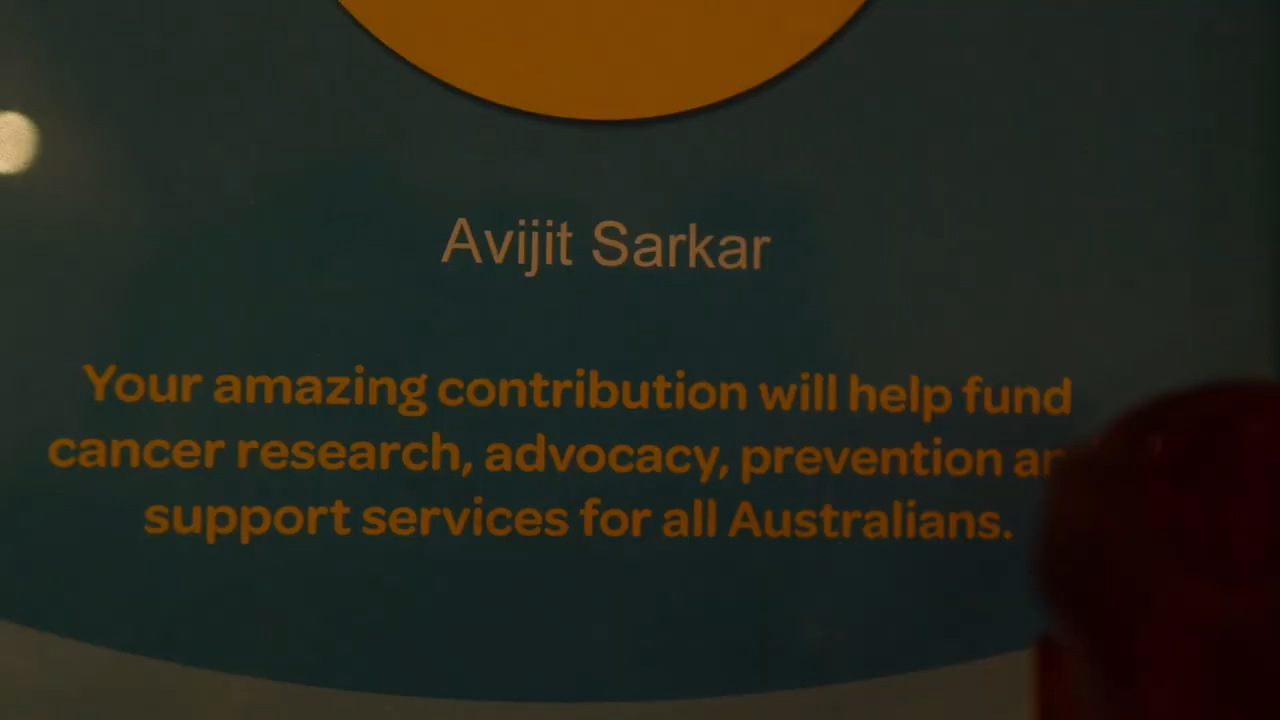 Avijit Sarkar
Your amazing contribution will help fund
cancer research, advocacy, prevention
support services for all Australians.